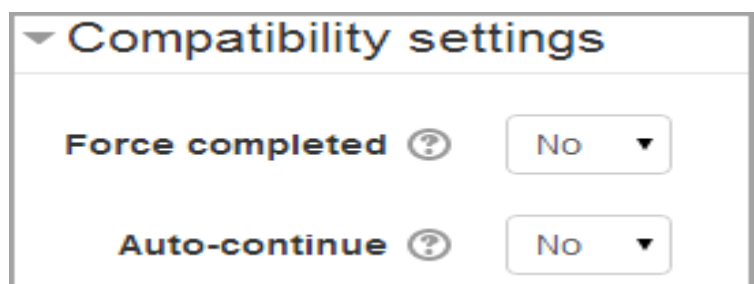 Compatibility settings
Force completed ? No
Auto-continue ? No